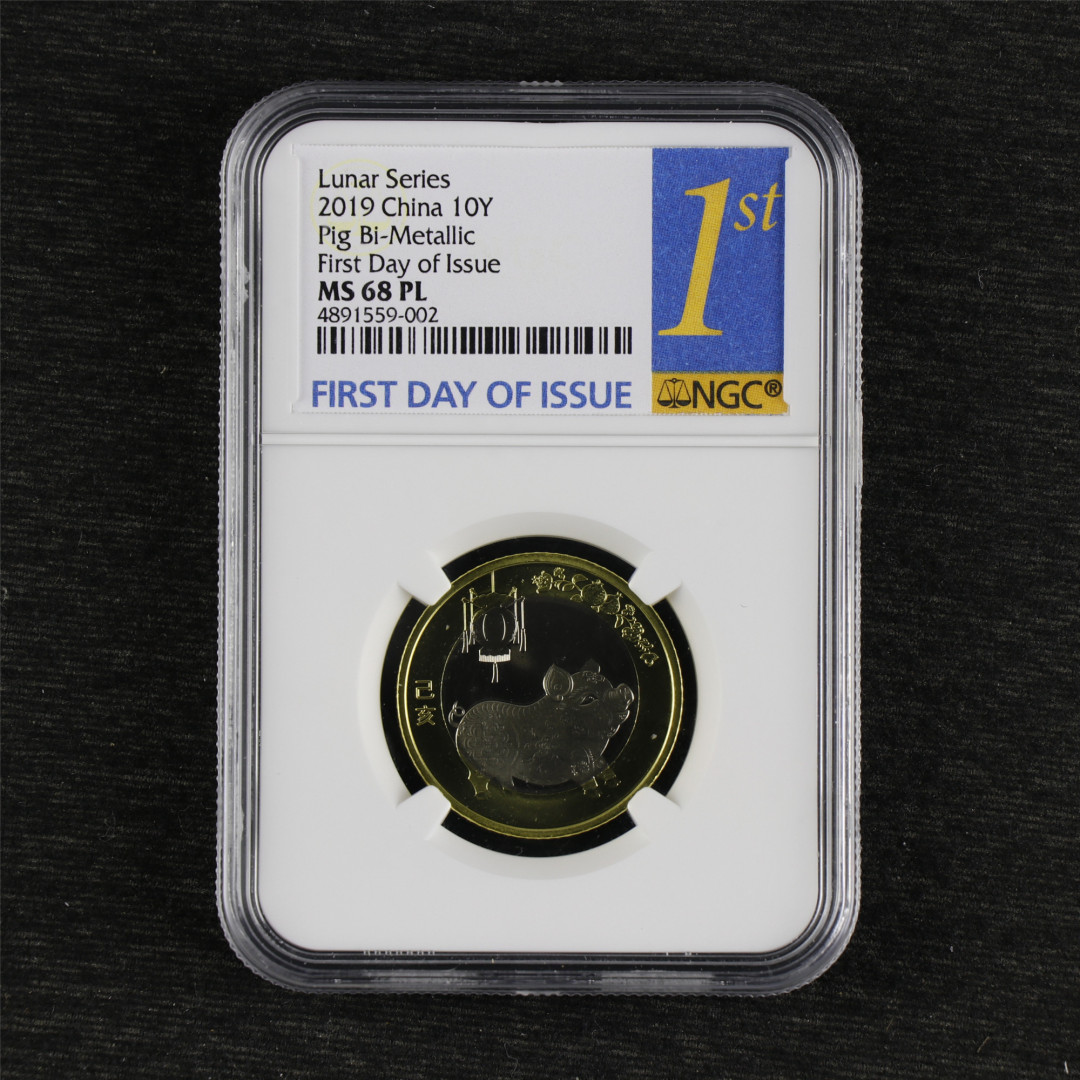 Lunar Series
2019 China 10Y
Pig Bi-Metallic
First Day of Issue
MS 68 PL
4891559-002
FIRST DAY OF ISSUE
1st
NGC®
己亥